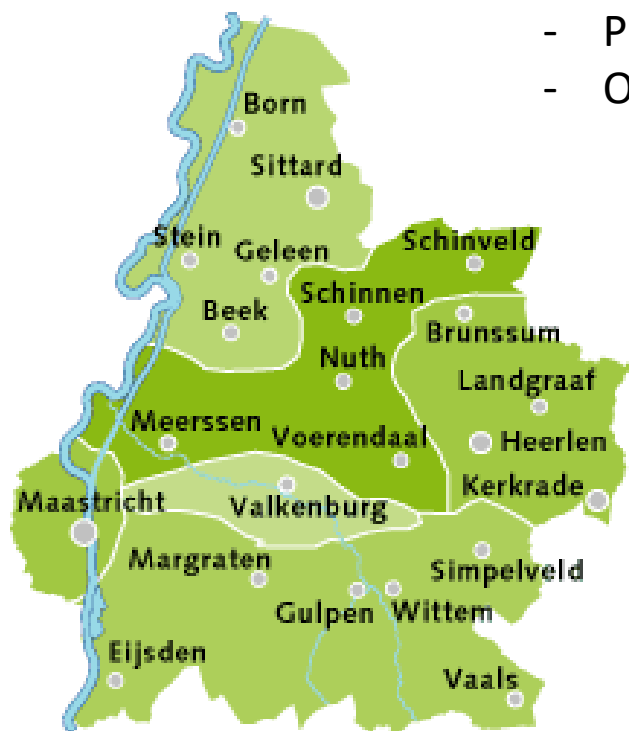 - P
- O
Born
Sittard
Stein
Geleen
Schinveld
Schinnen
Beek
Brunssum
Nuth
Landgraaf
Meerssen
Voerendaal
Heerlen
Kerkrade
Maastricht
Valkenburg
Margraten
Simpelveld
Gulpen
Wittem
Eijsden
Vaals